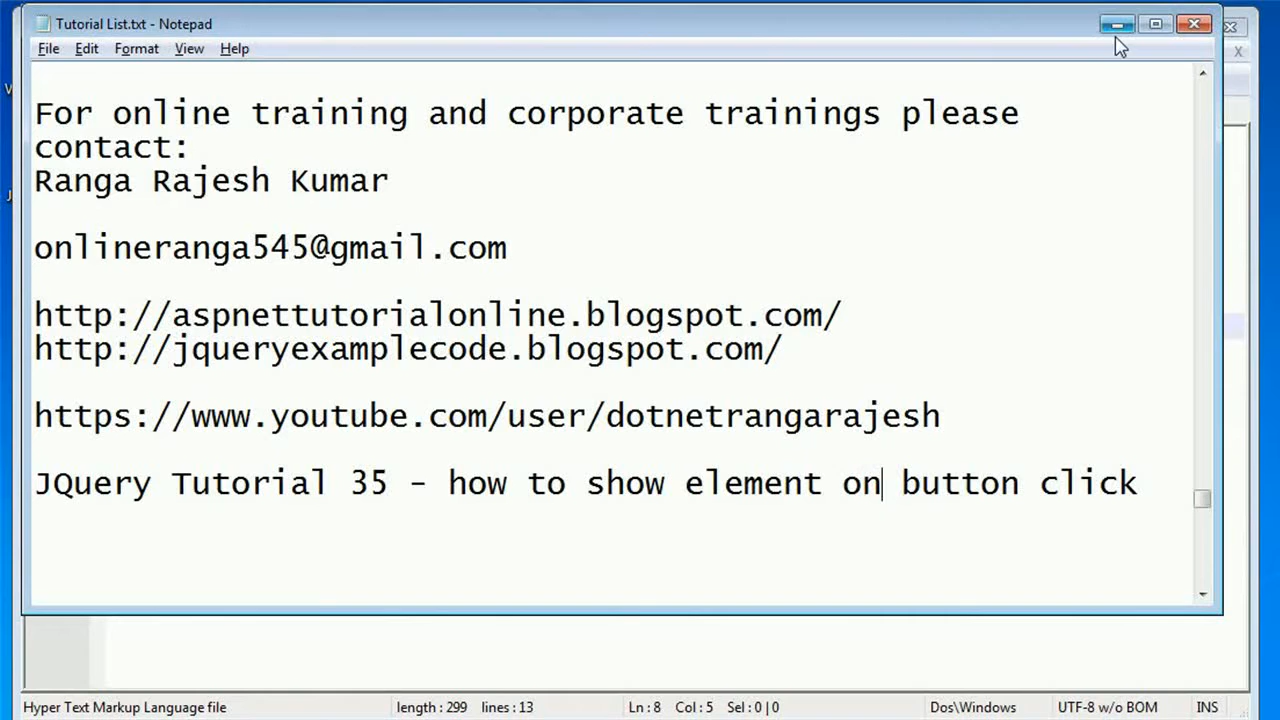 Tutorial List.txt - Notepad
File Edit Format View Help
For online training and corporate trainings please
contact:
Ranga Rajesh Kumar
onlineranga545@gmail.com
http://aspnettutorialonline.blogspot.com/
http://jqueryexamplecode.blogspot.com/
https://www.youtube.com/user/dotnetrangarajesh
JQuery Tutorial 35 - how to show element on button click
Hyper Text Markup Language file length : 299 lines : 13 Ln : 8 Col : 5 Sel : 0 | 0 Dos\Windows UTF-8 w/o BOM INS